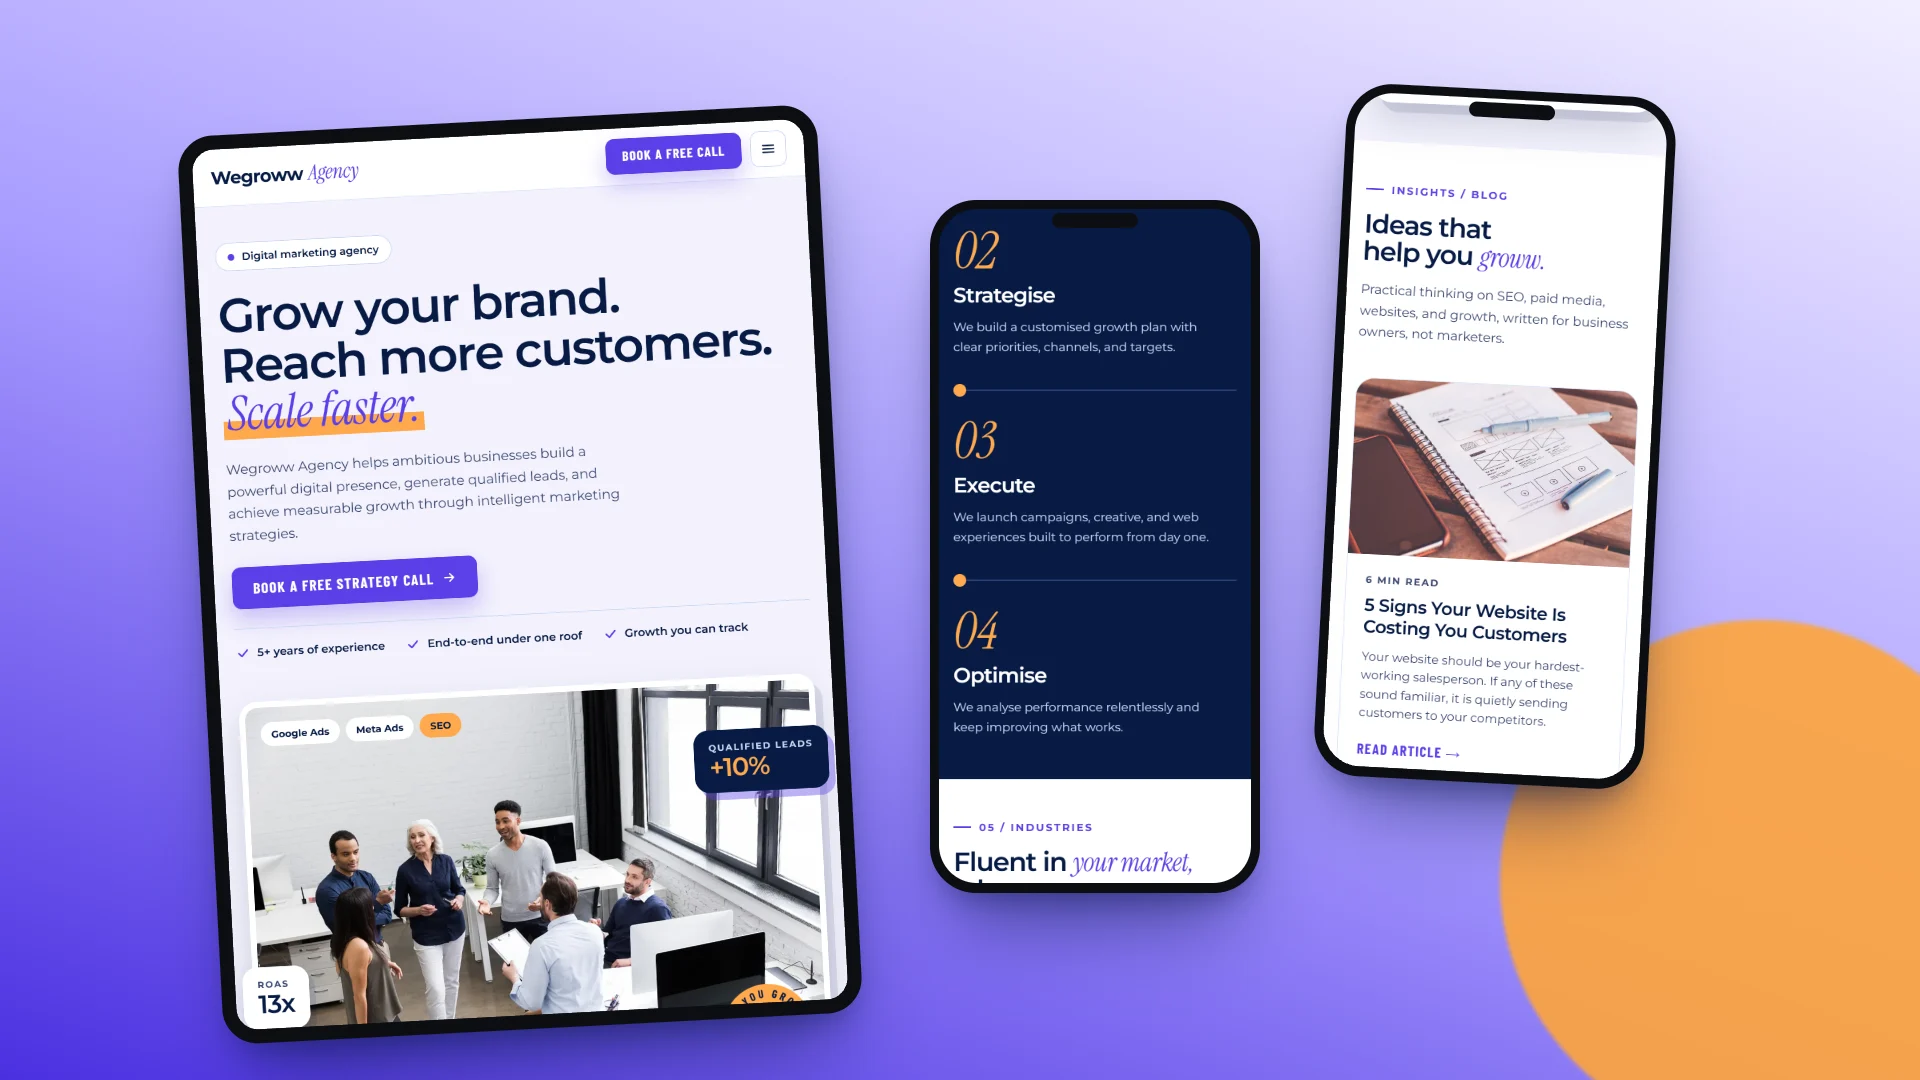 Wegroww Agency
BOOK A FREE CALL
Digital marketing agency
Grow your brand.
Reach more customers.
Scale faster.
Wegroww Agency helps ambitious businesses build a
powerful digital presence, generate qualified leads, and
achieve measurable growth through intelligent marketing
strategies.
BOOK A FREE STRATEGY CALL →
5+ years of experience
End-to-end under one roof
Growth you can track
Google Ads
Meta Ads
SEO
QUALIFIED LEADS
+10%
ROAS
13x
YOU GRO
02
Strategise
We build a customised growth plan with
clear priorities, channels, and targets.
03
Execute
We launch campaigns, creative, and web
experiences built to perform from day one.
04
Optimise
We analyse performance relentlessly and
keep improving what works.
05 / INDUSTRIES
Fluent in your market,
INSIGHTS / BLOG
Ideas that
help you groww.
Practical thinking on SEO, paid media,
websites, and growth, written for business
owners, not marketers.
6 MIN READ
5 Signs Your Website Is
Costing You Customers
Your website should be your hardest-
working salesperson. If any of these
sound familiar, it is quietly sending
customers to your competitors.
READ ARTICLE →